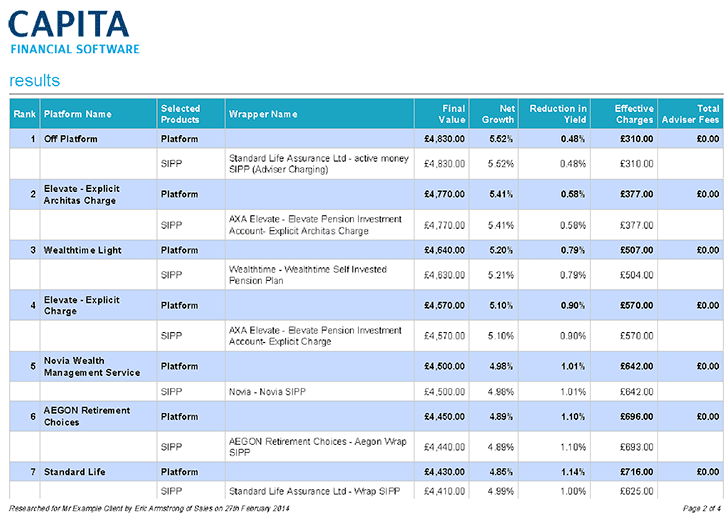 CAPITA
FINANCIAL SOFTWARE
results
Rank Platform Name Selected Products Wrapper Name Final Value Net Growth Reduction in Yield Effective Charges Total Adviser Fees
1 Off Platform Platform £4,830.00 5.52% 0.48% £310.00 £0.00
SIPP Standard Life Assurance Ltd - active money SIPP (Adviser Charging) £4,830.00 5.52% 0.48% £310.00
2 Elevate - Explicit Architas Charge Platform £4,770.00 5.41% 0.58% £377.00 £0.00
SIPP AXA Elevate - Elevate Pension Investment Account- Explicit Architas Charge £4,770.00 5.41% 0.58% £377.00
3 Wealthtime Light Platform £4,640.00 5.20% 0.79% £507.00 £0.00
SIPP Wealthtime - Wealthtime Self Invested Pension Plan £4,630.00 5.21% 0.79% £504.00
4 Elevate - Explicit Charge Platform £4,570.00 5.10% 0.90% £570.00 £0.00
SIPP AXA Elevate - Elevate Pension Investment Account- Explicit Charge £4,570.00 5.10% 0.90% £570.00
5 Novia Wealth Management Service Platform £4,500.00 4.98% 1.01% £642.00 £0.00
SIPP Novia - Novia SIPP £4,500.00 4.98% 1.01% £642.00
6 AEGON Retirement Choices Platform £4,450.00 4.89% 1.10% £696.00 £0.00
SIPP AEGON Retirement Choices - Aegon Wrap SIPP £4,440.00 4.89% 1.10% £693.00
7 Standard Life Platform £4,430.00 4.85% 1.14% £716.00 £0.00
SIPP Standard Life Assurance Ltd - Wrap SIPP £4,410.00 4.99% 1.00% £625.00
Researched for Mr Example Client by Eric Armstrong of Sales on 27th February 2014 Page 2 of 4